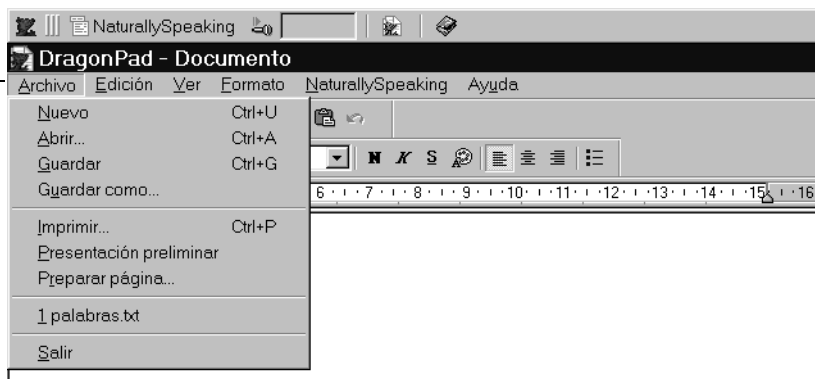 NaturallySpeaking
DragonPad - Documento
Archivo Edición Ver Formato NaturallySpeaking Ayuda
Nuevo Ctrl+U
Abrir... Ctrl+A
Guardar Ctrl+G
N K S
Guardar como...
6 7 8 9 10 11 12 13 14 15 16
Imprimir... Ctrl+P
Presentación preliminar
Preparar página...
1 palabras.txt
Salir